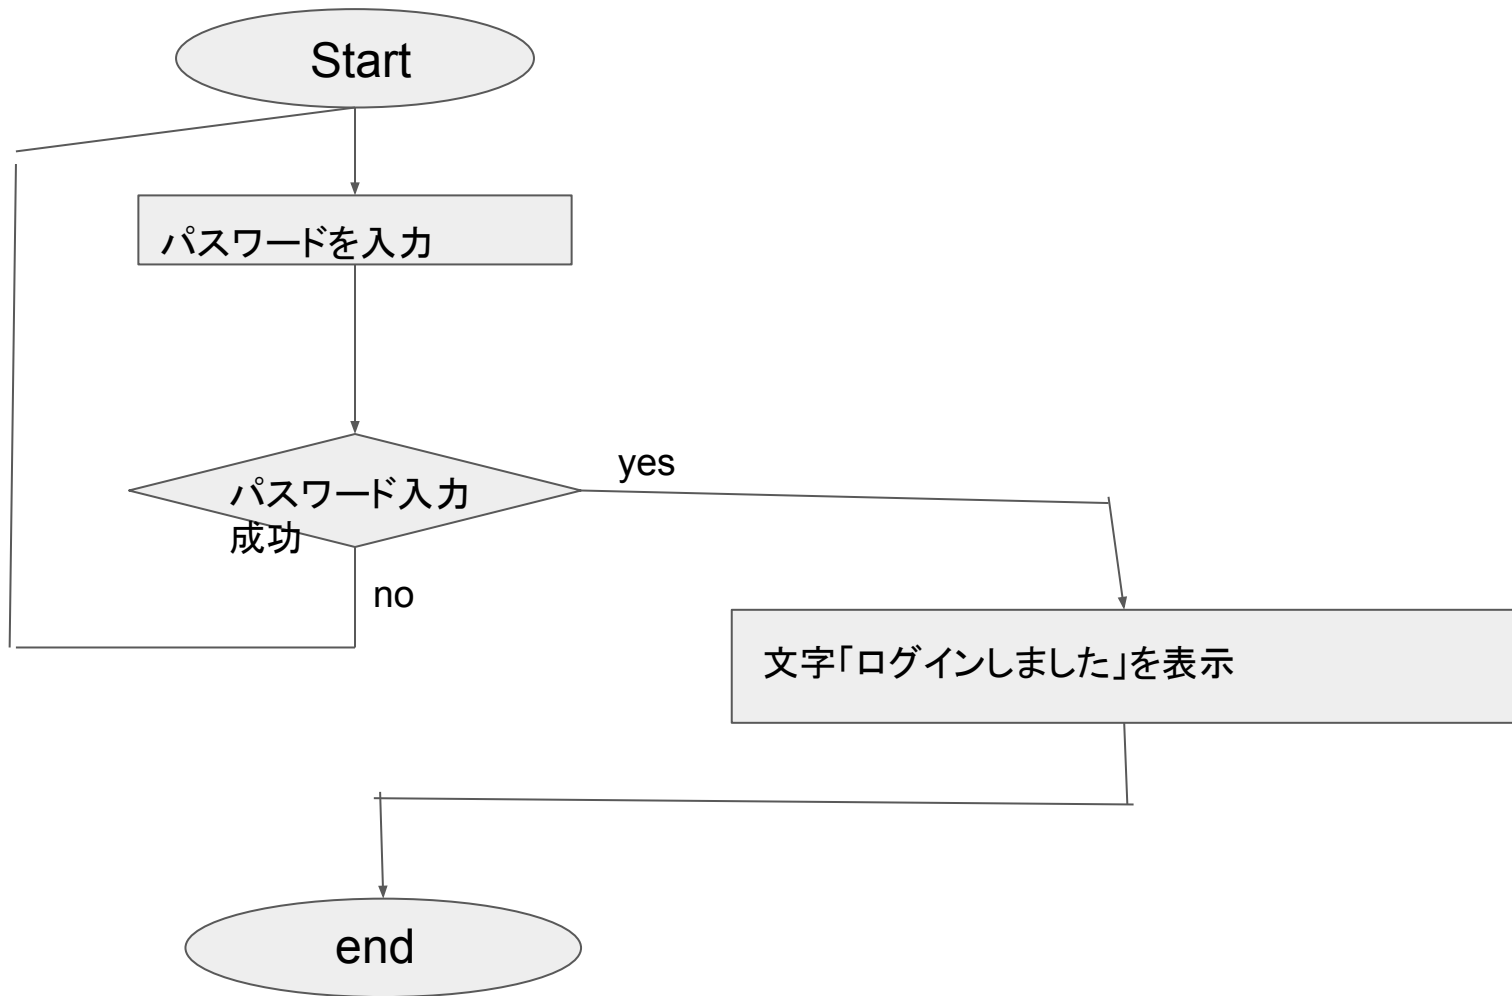 Start
パスワードを入力
パスワード入力
成功
yes
no
文字「ログインしました」を表示
end